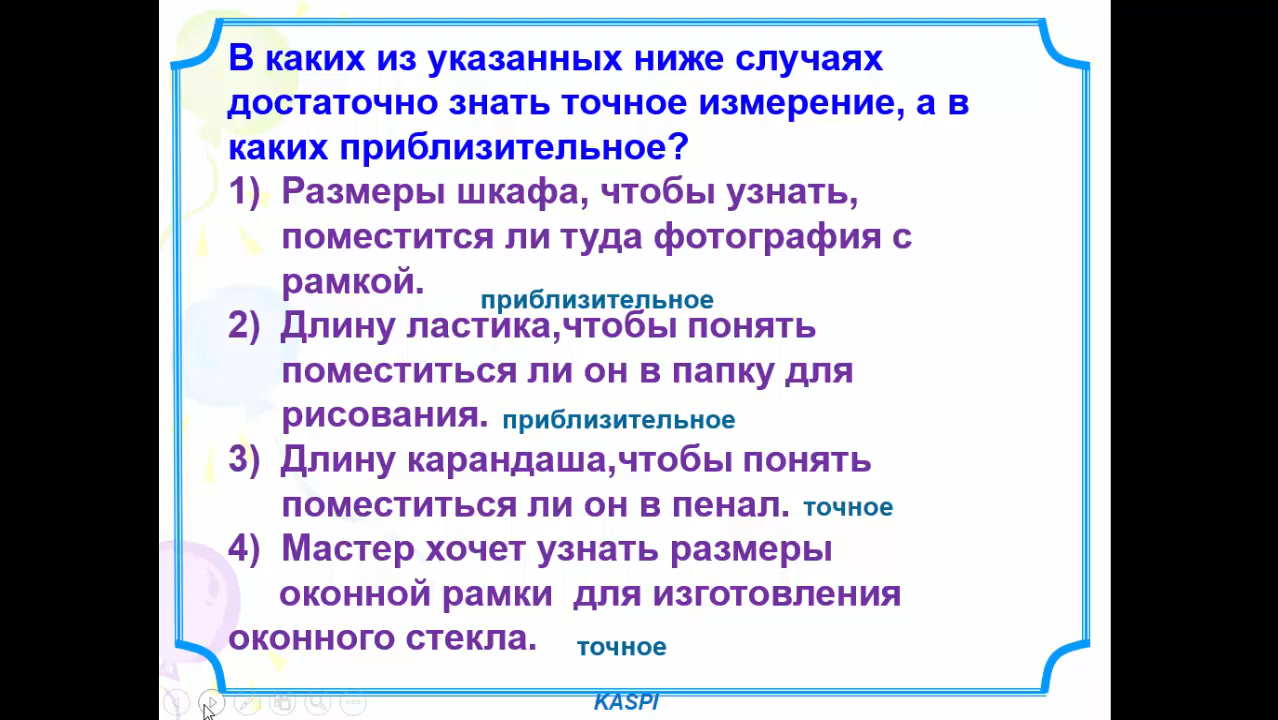 В каких из указанных ниже случаях
достаточно знать точное измерение, а в
каких приблизительное?
1) Размеры шкафа, чтобы узнать,
поместится ли туда фотография с
рамкой.
приблизительное
2) Длину ластика,чтобы понять
поместиться ли он в папку для
рисования. приблизительное
3) Длину карандаша,чтобы понять
поместиться ли он в пенал. точное
4) Мастер хочет узнать размеры
оконной рамки для изготовления
оконного стекла. точное
KASPI